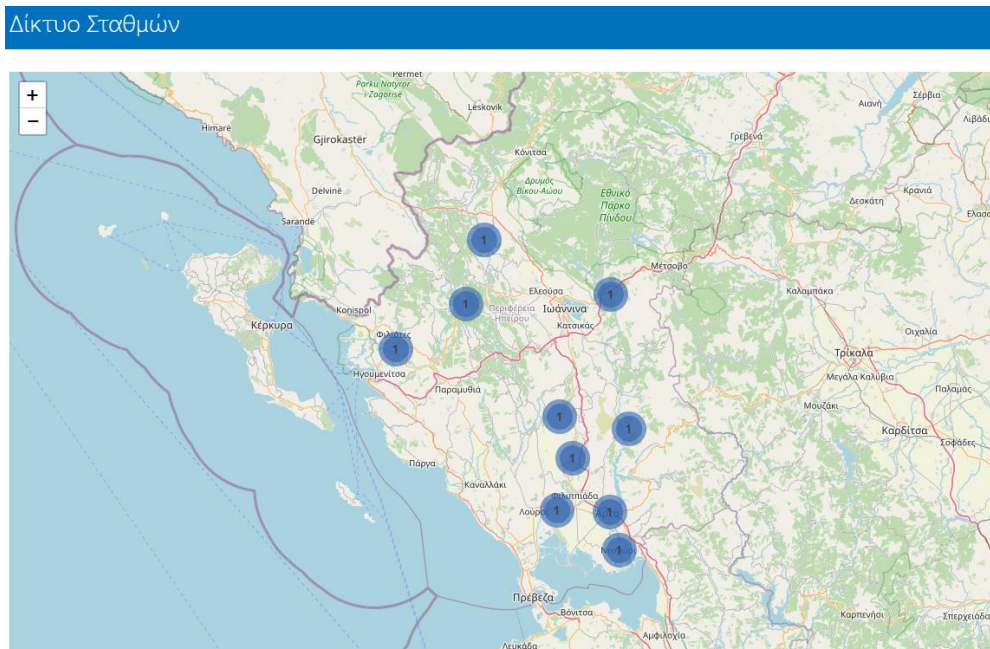 Δίκτυο Σταθμών
+
−
Permet
Parku Natyror
i Zagorisë
Leskovik
Σέρβια
Αιανή
Λιβάδι
Himarë
Gjirokastër
Γρεβενά
Κόνιτσα
Δρυμός
Βίκου-Αώου
Εθνικό
Πάρκο
Πίνδου
Delvinë
Κρανιά
Δεσκάτη
Sarandë
1
Μέτσοβο
Ελεούσα
1
Καλαμπάκα
1
Περιφέρεια
Ηπείρου
Ιωάννινα
Konispol
Κέρκυρα
Κατσικάς
Φιλιάτες
Οιχαλία
1
Τρίκαλα
Ηγουμενίτσα
Μεγάλα Καλύβια
Παραμυθιά
Παλαμάς
Μουζάκι
1
1
Καρδίτσα
Σοφάδες
Πάργα
1
Καναλλάκι
Φιλιππιάδα
1
1
Πρέβεζα
Βόνιτσα
1
Καρπενήσι
Αμφιλοχία
Λευκάδα